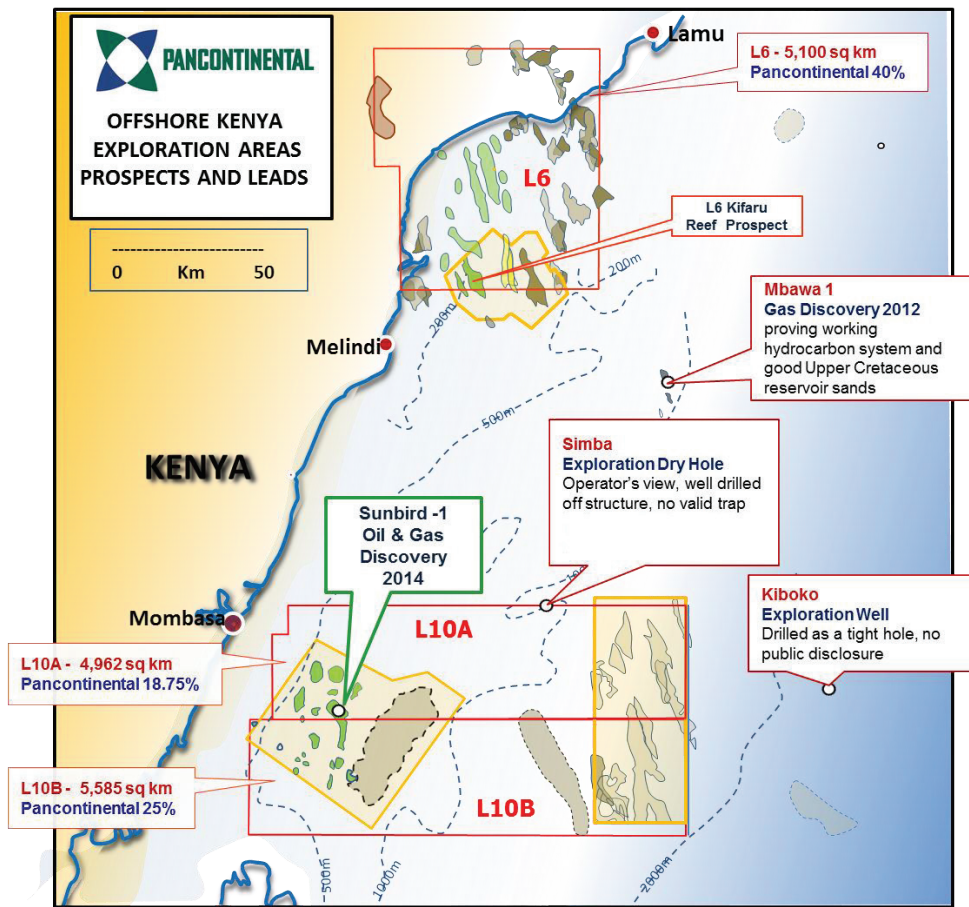 PANCONTINENTAL
OFFSHORE KENYA
EXPLORATION AREAS
PROSPECTS AND LEADS
0 Km 50
Lamu
L6 - 5,100 sq km
Pancontinental 40%
L6
L6 Kifaru
Reef Prospect
200m
200m
Mbawa 1
Gas Discovery 2012
proving working
hydrocarbon system and
good Upper Cretaceous
reservoir sands
Melindi
500m
Simba
Exploration Dry Hole
Operator's view, well drilled
off structure, no valid trap
KENYA
Sunbird -1
Oil & Gas
Discovery
2014
Kiboko
Exploration Well
Drilled as a tight hole, no
public disclosure
Mombasa
L10A
L10A - 4,962 sq km
Pancontinental 18.75%
L10B - 5,585 sq km
Pancontinental 25%
L10B
500m
1000m
2000m